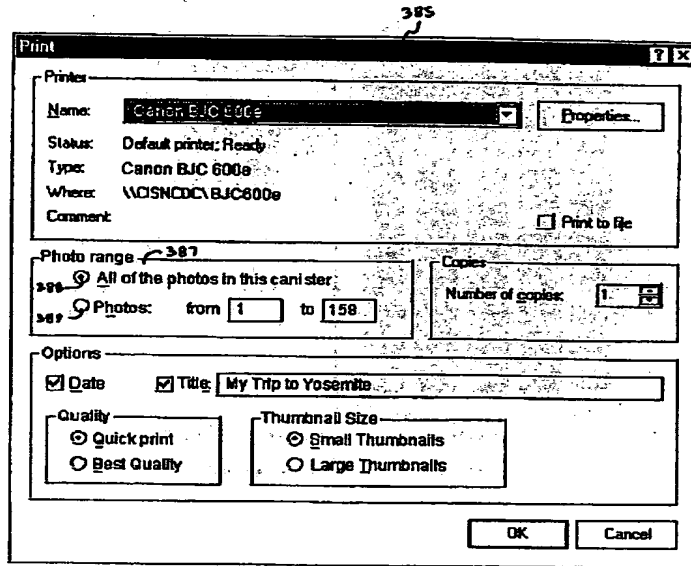 385
Print
Printer
Name: Canon BJC 600e Properties...
Status: Default printer; Ready
Type: Canon BJC 600e
Where: \\CISNCDC\BJC600e
Comment: Print to file
Photo range 387
388 All of the photos in this canister
389 Photos: from 1 to 158
Copies
Number of copies: 1
Options
Date Title: My Trip to Yosemite
Quality
Quick print
Best Quality
Thumbnail Size
Small Thumbnails
Large Thumbnails
OK Cancel